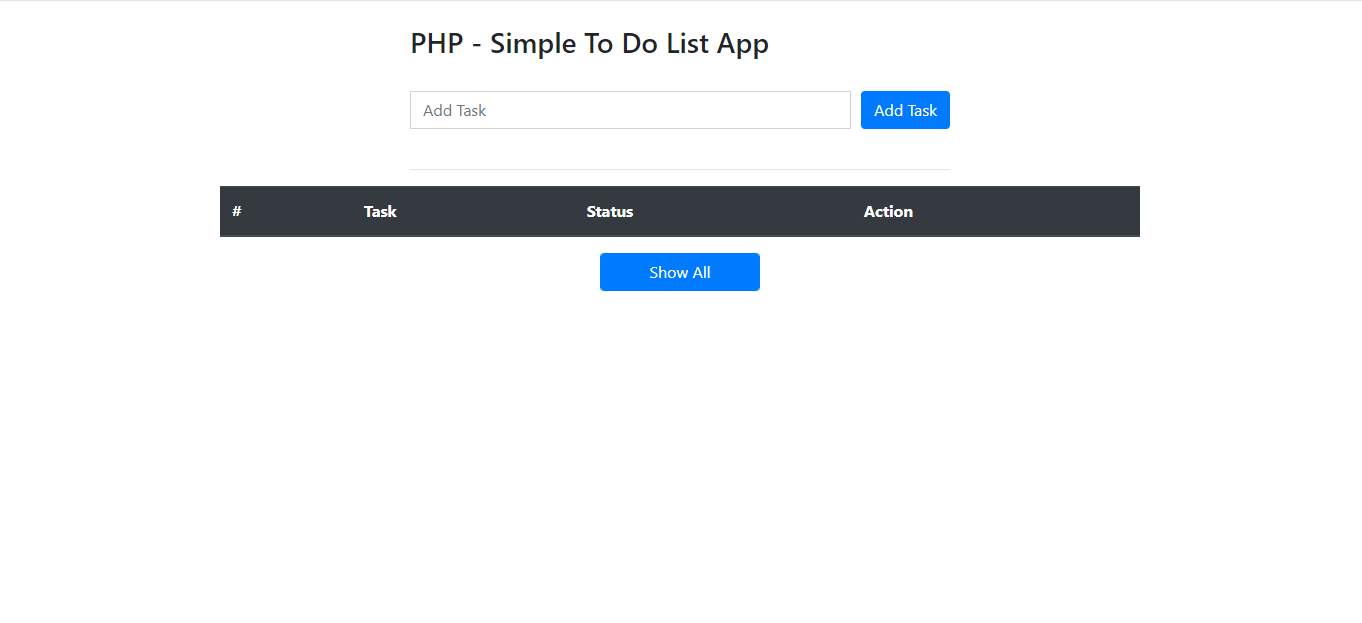 PHP - Simple To Do List App
Add Task Add Task
# Task Status Action
Show All